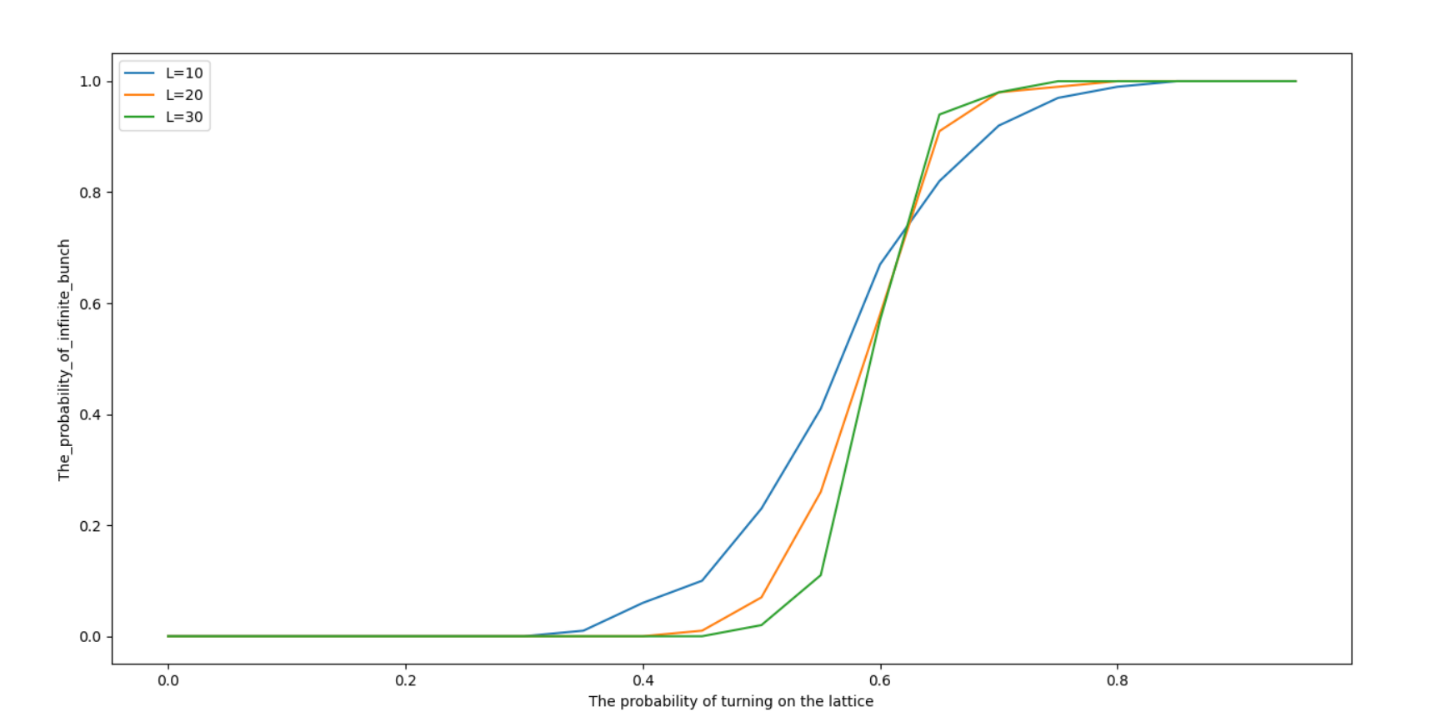 L=10
L=20
L=30
1.0
0.8
0.6
0.4
0.2
0.0
The_probability_of_infinite_bunch
0.0 0.2 0.4 0.6 0.8
The probability of turning on the lattice